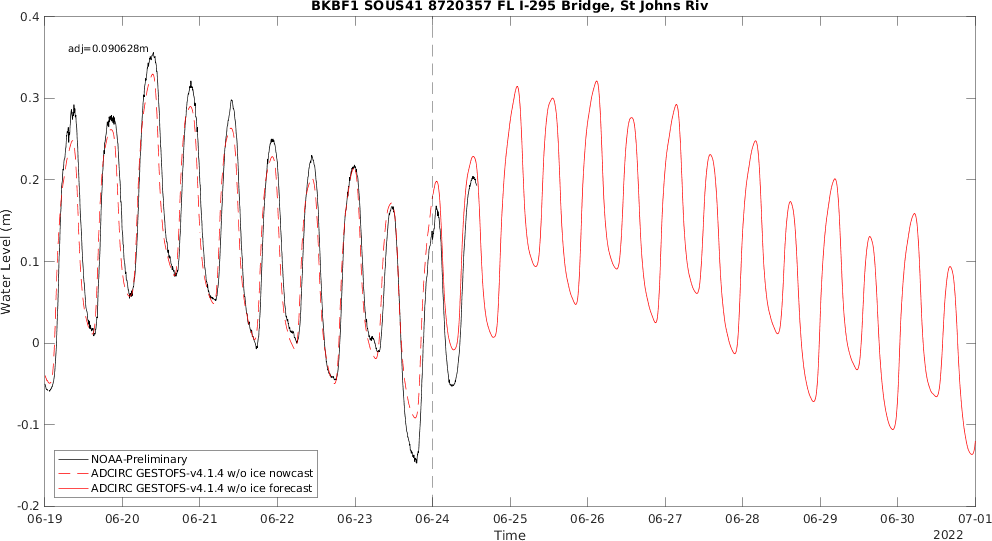 BKBF1 SOUS41 8720357 FL I-295 Bridge, St Johns Riv
0.4
adj=0.090628m
0.3
0.2
0.1
0
-0.1
-0.2
Water Level (m)
NOAA-Preliminary
ADCIRC GESTOFS-v4.1.4 w/o ice nowcast
ADCIRC GESTOFS-v4.1.4 w/o ice forecast
06-19 06-20 06-21 06-22 06-23 06-24 06-25 06-26 06-27 06-28 06-29 06-30 07-01
Time
2022